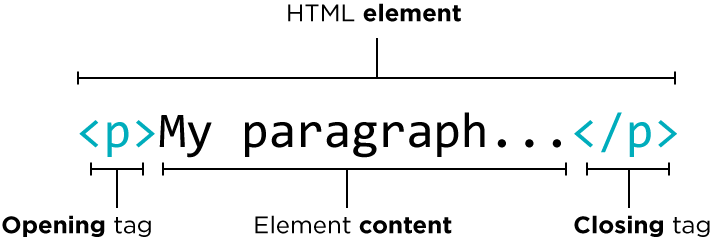 HTML element
<p>My paragraph...</p>
Opening tag
Element content
Closing tag